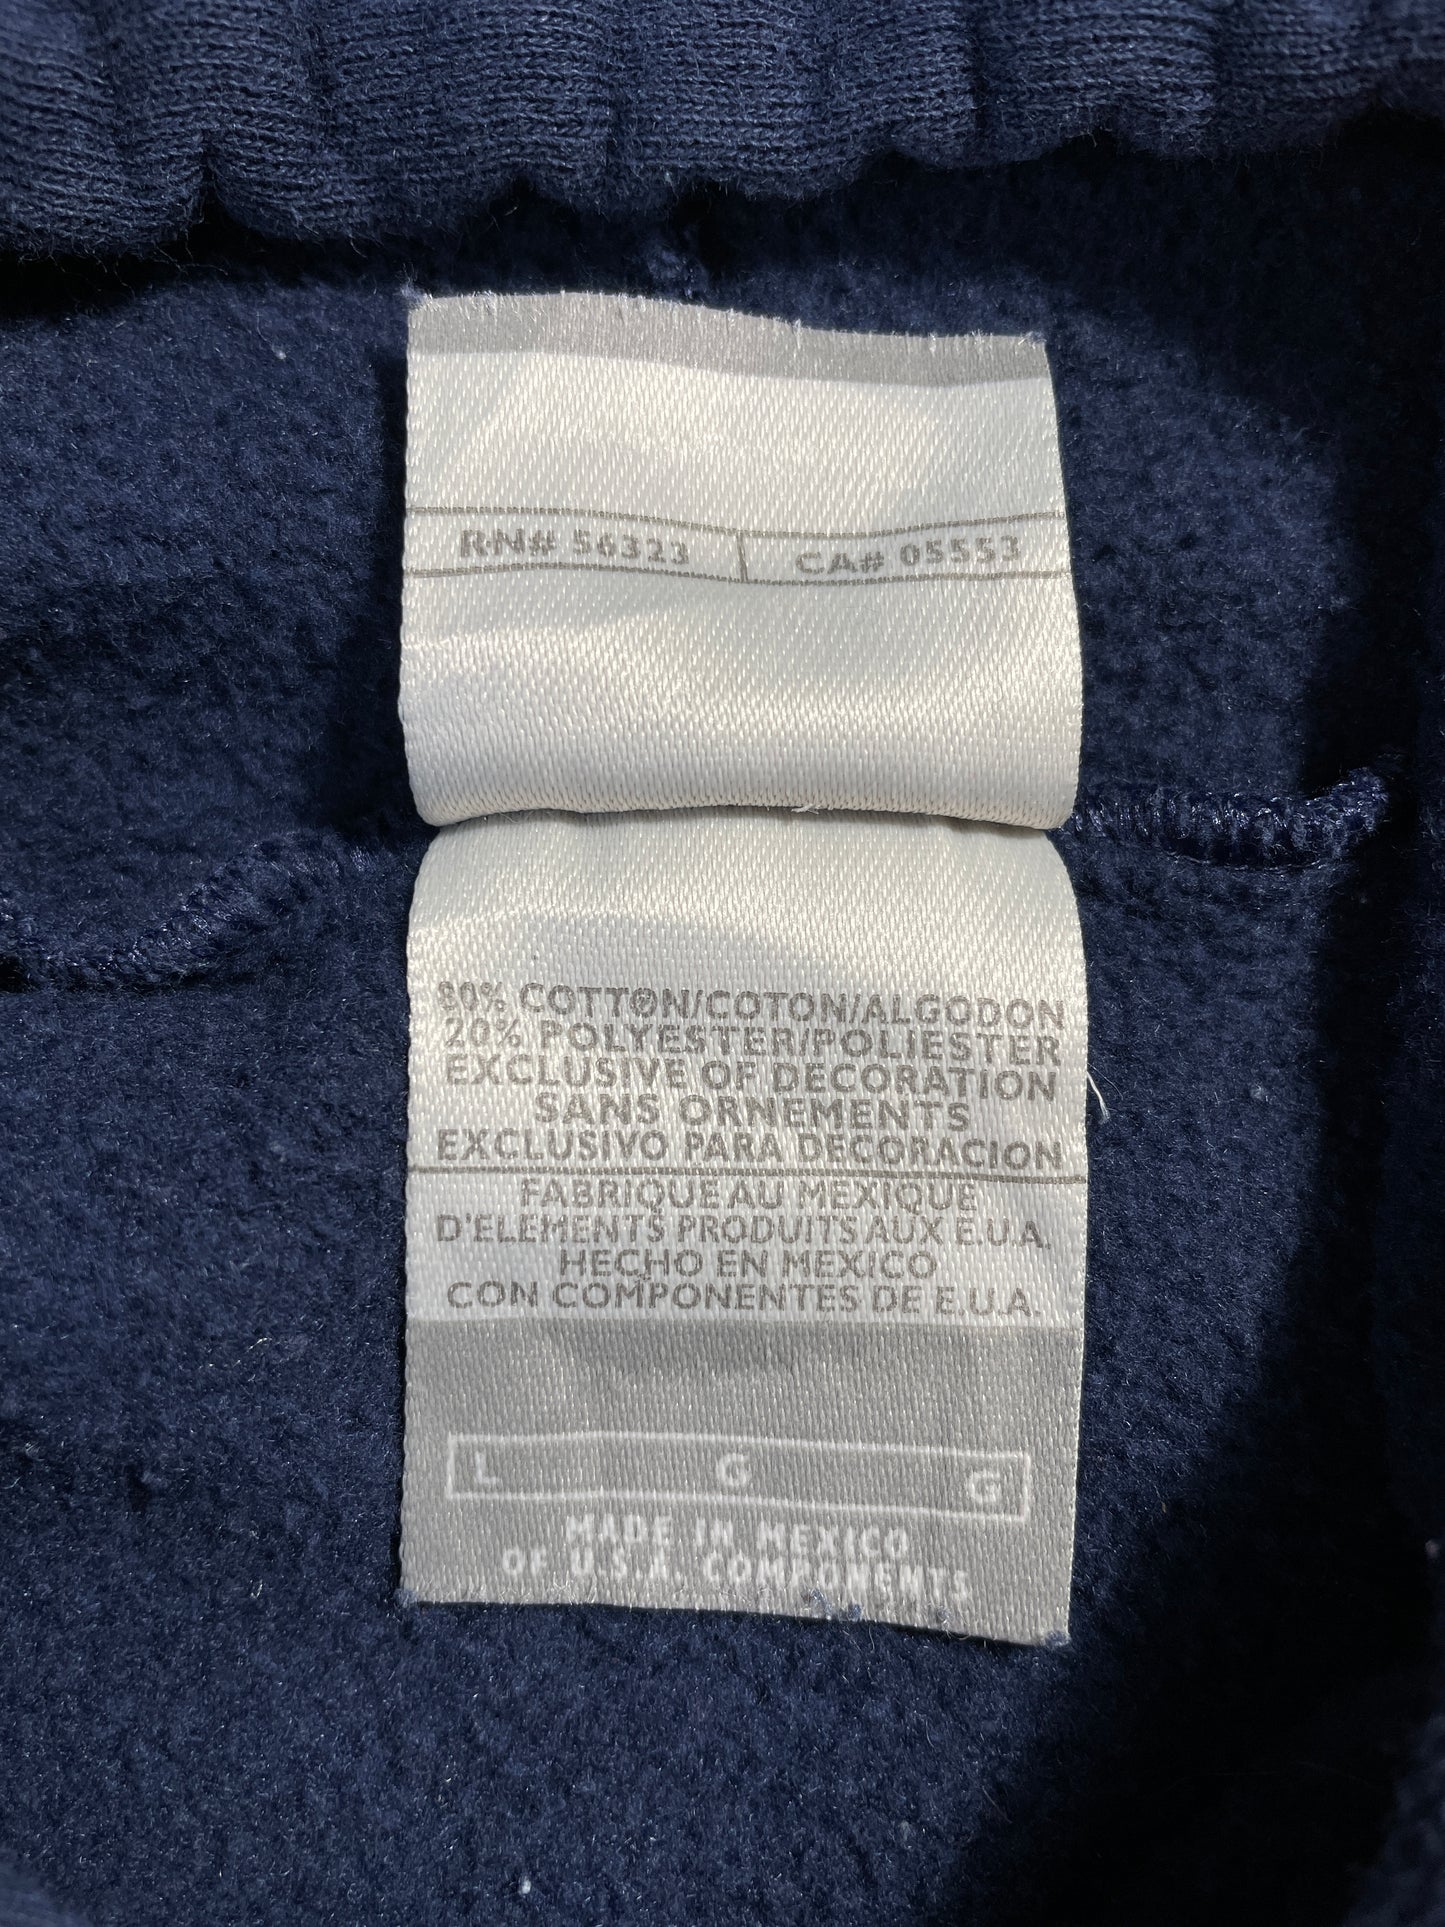 RN# 56323 CA# 05553
80% COTTON/COTON/ALGODON
20% POLYESTER/POLIESTER
EXCLUSIVE OF DECORATION
SANS ORNEMENTS
EXCLUSIVO PARA DECORACION
FABRIQUE AU MEXIQUE
D'ELEMENTS PRODUITS AUX E.U.A.
HECHO EN MEXICO
CON COMPONENTES DE E.U.A.
L G G
MADE IN MEXICO
OF U.S.A. COMPONENTS